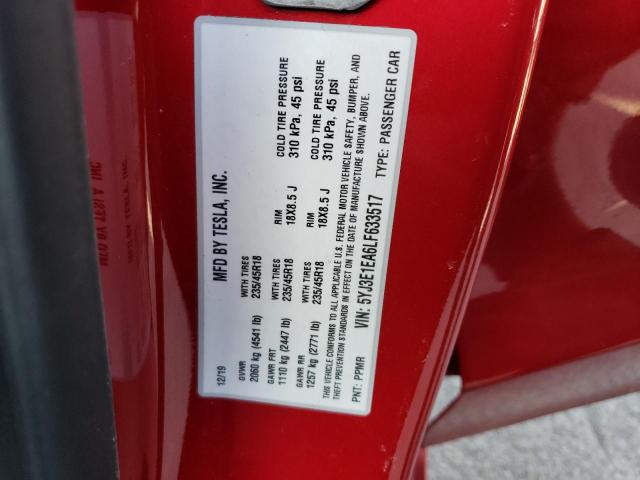 MFD BY TESLA, INC.
12/19
GVWR WITH TIRES RIM COLD TIRE PRESSURE
2060 kg (4541 lb) 235/45R18 18X8.5 J 310 kPa, 45 psi
GAWR FRT WITH TIRES RIM COLD TIRE PRESSURE
1110 kg (2447 lb) 235/45R18 18X8.5 J 310 kPa, 45 psi
GAWR RR WITH TIRES
1257 kg (2771 lb) 235/45R18
THIS VEHICLE CONFORMS TO ALL APPLICABLE U.S. FEDERAL MOTOR VEHICLE SAFETY, BUMPER, AND
THEFT PREVENTION STANDARDS IN EFFECT ON THE DATE OF MANUFACTURE SHOWN ABOVE.
PNT: PPMR VIN: 5YJ3E1EA6LF633517 TYPE: PASSENGER CAR
MFD BY TESLA, INC.